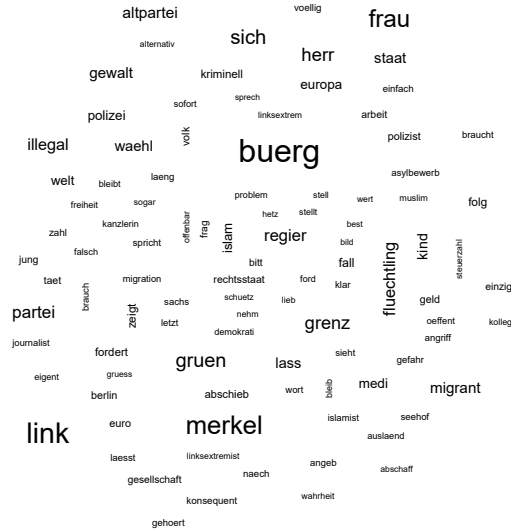 voellig
altpartei
frau
sich
alternativ
herr
staat
gewalt
kriminell
europa
einfach
sprech
sofort
polizei
linksextrem
arbeit
volk
illegal
waehl
buerg
polizist
braucht
asylbewerb
welt
bleibt
laeng
problem
stell
wert
muslim
folg
freiheit
sogar
hetz
stellt
kanzlerin
offenbar
frag
islam
best
zahl
spricht
regier
bild
kind
steuerzahl
falsch
jung
bitt
fall
fluechtling
taet
migration
rechtsstaat
ford
klar
einzig
brauch
sachs
schuetz
lieb
geld
partei
zeigt
letzt
nehm
grenz
oeffent
kolleg
demokrati
angriff
journalist
fordert
gruen
lass
sieht
gefahr
eigent
gruess
medi
migrant
berlin
abschieb
wort
bleib
link
euro
merkel
islamist
seehof
auslaend
laesst
linksextremist
angeb
abschaff
gesellschaft
naech
konsequent
wahrheit
gehoert